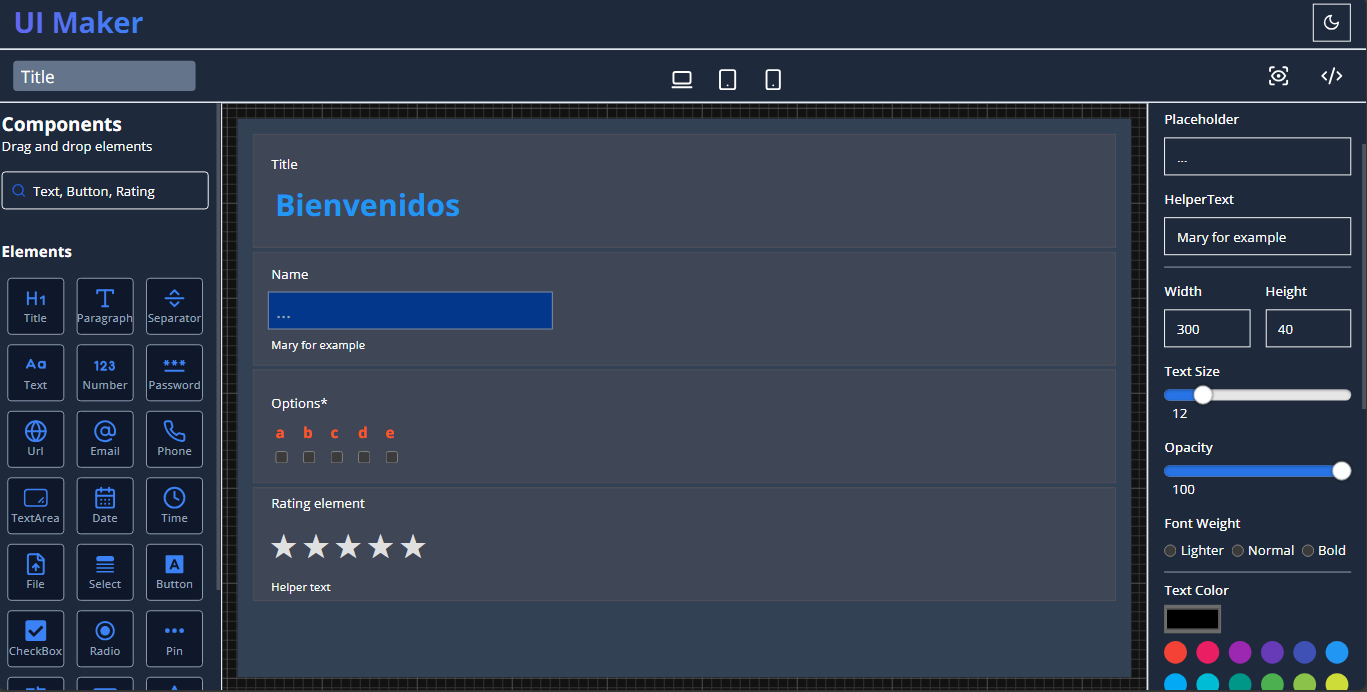 UI Maker
Title
Components
Drag and drop elements
Text, Button, Rating
Elements
H1
Title
T
Paragraph
Separator
Aa
Text
123
Number
***
Password
Url
@
Email
Phone
TextArea
Date
Time
File
Select
A
Button
CheckBox
Radio
Pin
Title
Bienvenidos
Name
...
Mary for example
Options*
a b c d e
Rating element
Helper text
Placeholder
...
HelperText
Mary for example
Width Height
300 40
Text Size
12
Opacity
100
Font Weight
Lighter Normal Bold
Text Color